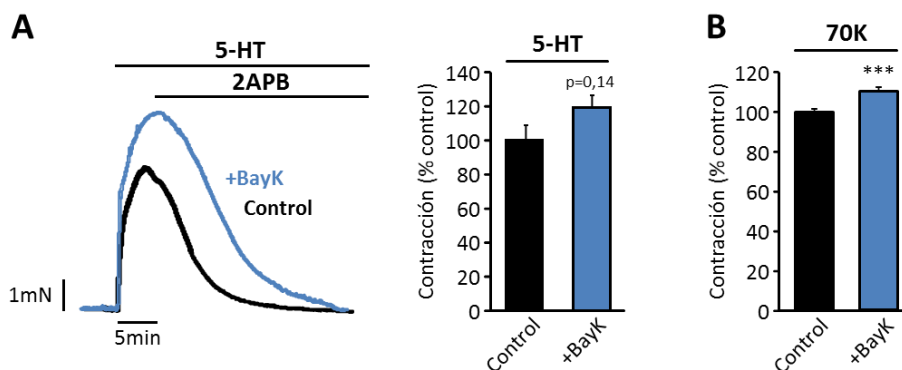 A
5-HT
2APB
+BayK
Control
1mN
5min
5-HT
Contracción (% control)
140
120
100
80
60
40
20
0
p=0,14
Control
+BayK
B
70K
Contracción (% control)
120
100
80
60
40
20
0
***
Control
+BayK